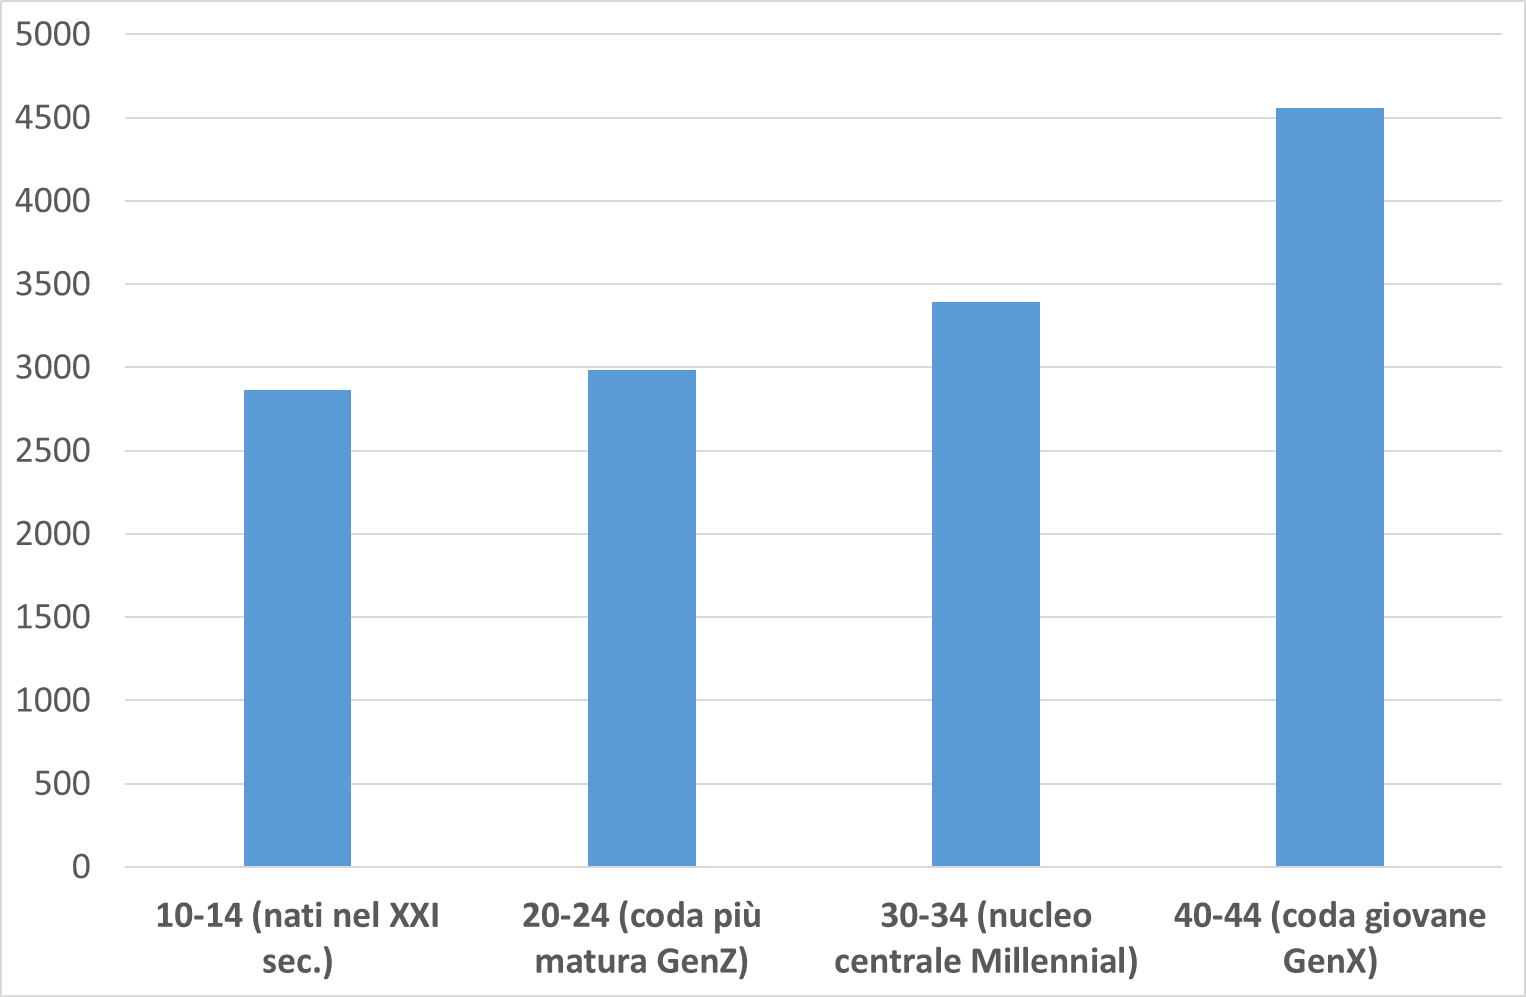 5000
4500
4000
3500
3000
2500
2000
1500
1000
500
0
10-14 (nati nel XXI
sec.)
20-24 (coda più
matura GenZ)
30-34 (nucleo
centrale Millennial)
40-44 (coda giovane
GenX)